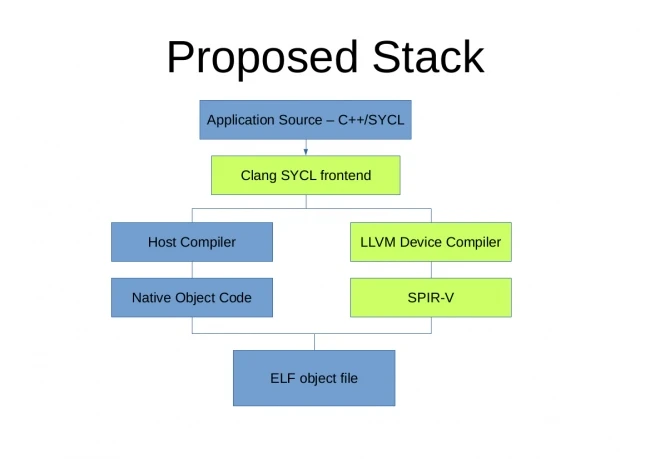 Proposed Stack
Application Source – C++/SYCL
Clang SYCL frontend
Host Compiler
LLVM Device Compiler
Native Object Code
SPIR-V
ELF object file